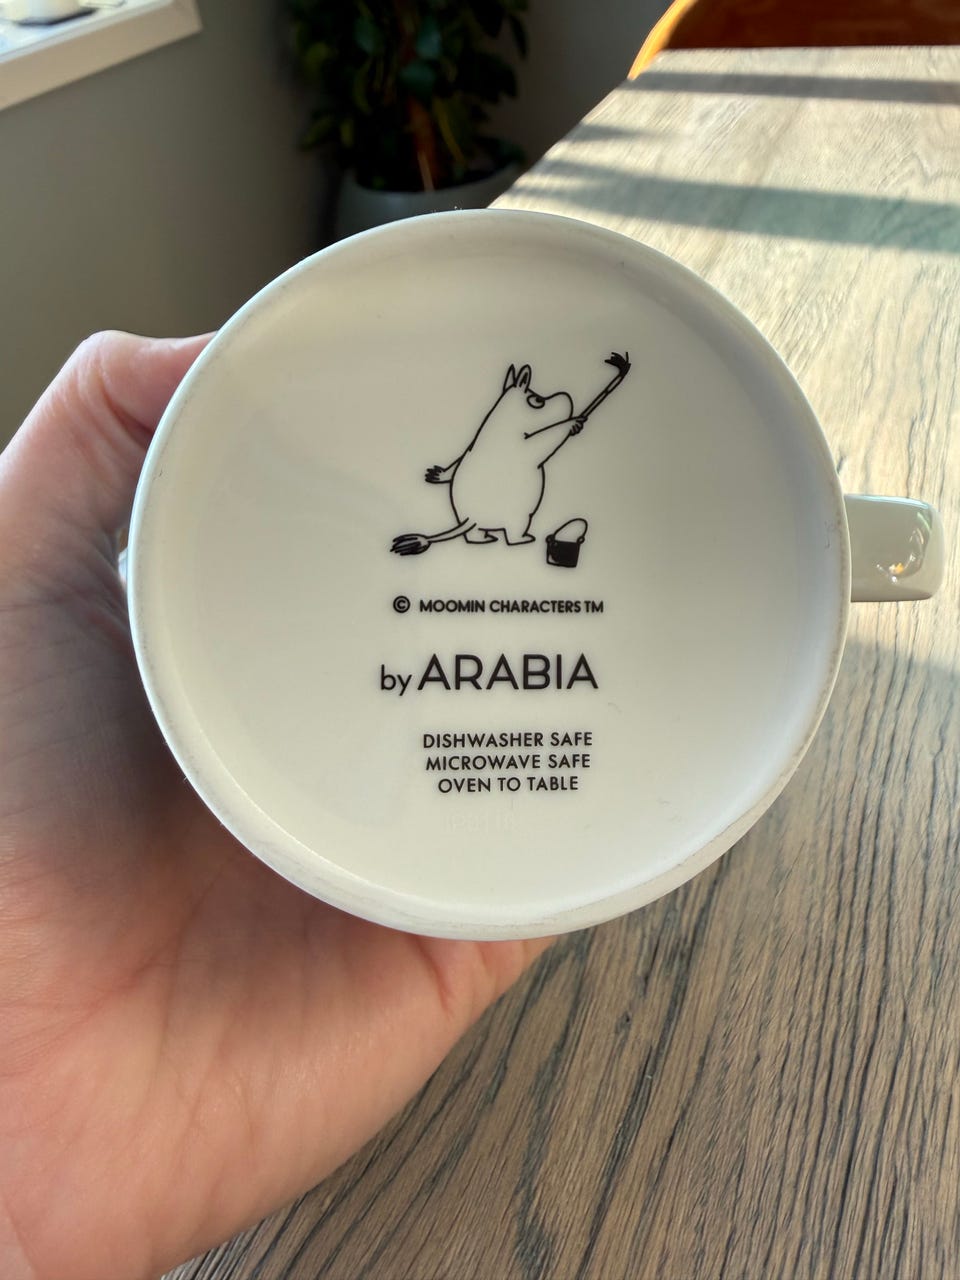 © MOOMIN CHARACTERS TM
by ARABIA
DISHWASHER SAFE
MICROWAVE SAFE
OVEN TO TABLE